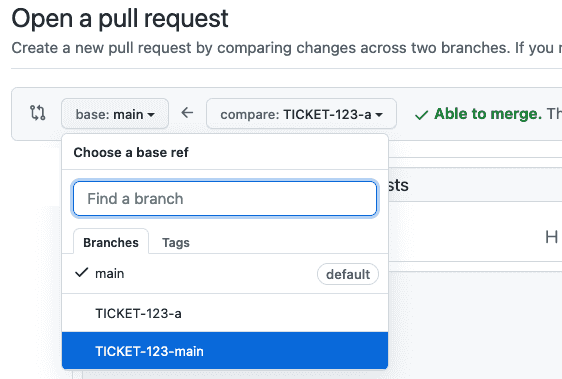 Open a pull request
Create a new pull request by comparing changes across two branches. If you
base: main
compare: TICKET-123-a
Able to merge. Th
Choose a base ref
Find a branch
sts
Branches
Tags
H
main
default
TICKET-123-a
TICKET-123-main